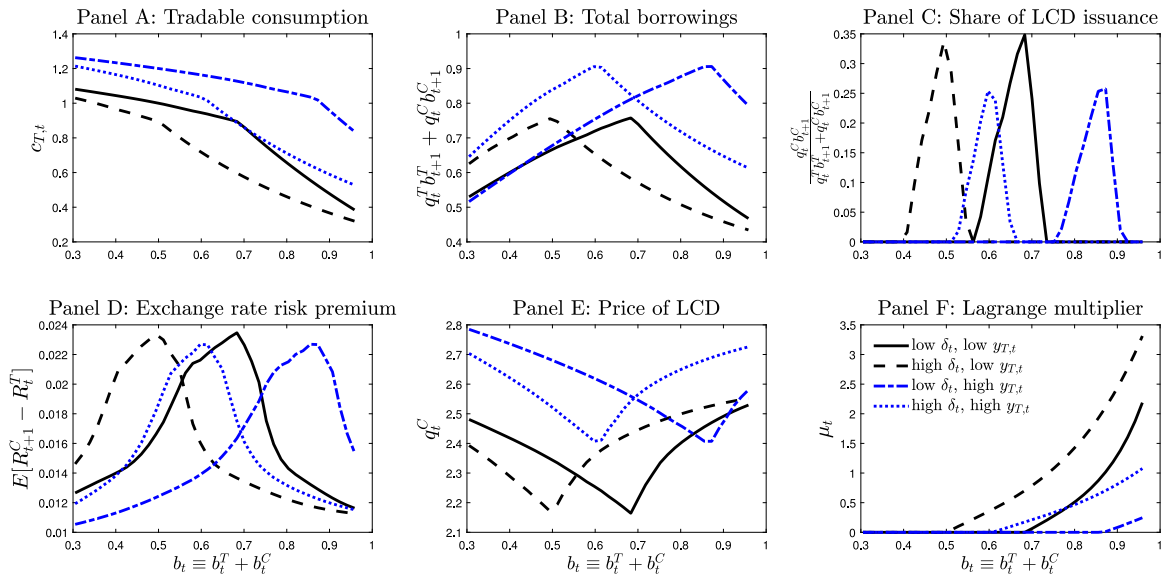 Panel A: Tradable consumption
Panel B: Total borrowings
Panel C: Share of LCD issuance
c_{T,t}
1.4
1.2
1
0.8
0.6
0.4
0.2
0.3 0.4 0.5 0.6 0.7 0.8 0.9 1
q_t^T b_{t+1}^T + q_t^C b_{t+1}^C
1
0.9
0.8
0.7
0.6
0.5
0.4
0.3 0.4 0.5 0.6 0.7 0.8 0.9 1
q_t^C b_{t+1}^C
q_t^T b_{t+1}^T + q_t^C b_{t+1}^C
0.35
0.3
0.25
0.2
0.15
0.1
0.05
0
0.3 0.4 0.5 0.6 0.7 0.8 0.9 1
Panel D: Exchange rate risk premium
Panel E: Price of LCD
Panel F: Lagrange multiplier
E[R_{t+1}^C − R_t^T]
0.024
0.022
0.02
0.018
0.016
0.014
0.012
0.01
0.3 0.4 0.5 0.6 0.7 0.8 0.9 1
b_t ≡ b_t^T + b_t^C
q_t^C
2.8
2.7
2.6
2.5
2.4
2.3
2.2
2.1
0.3 0.4 0.5 0.6 0.7 0.8 0.9 1
b_t ≡ b_t^T + b_t^C
μ_t
3.5
3
2.5
2
1.5
1
0.5
0
low δ_t, low y_{T,t}
high δ_t, low y_{T,t}
low δ_t, high y_{T,t}
high δ_t, high y_{T,t}
0.3 0.4 0.5 0.6 0.7 0.8 0.9 1
b_t ≡ b_t^T + b_t^C